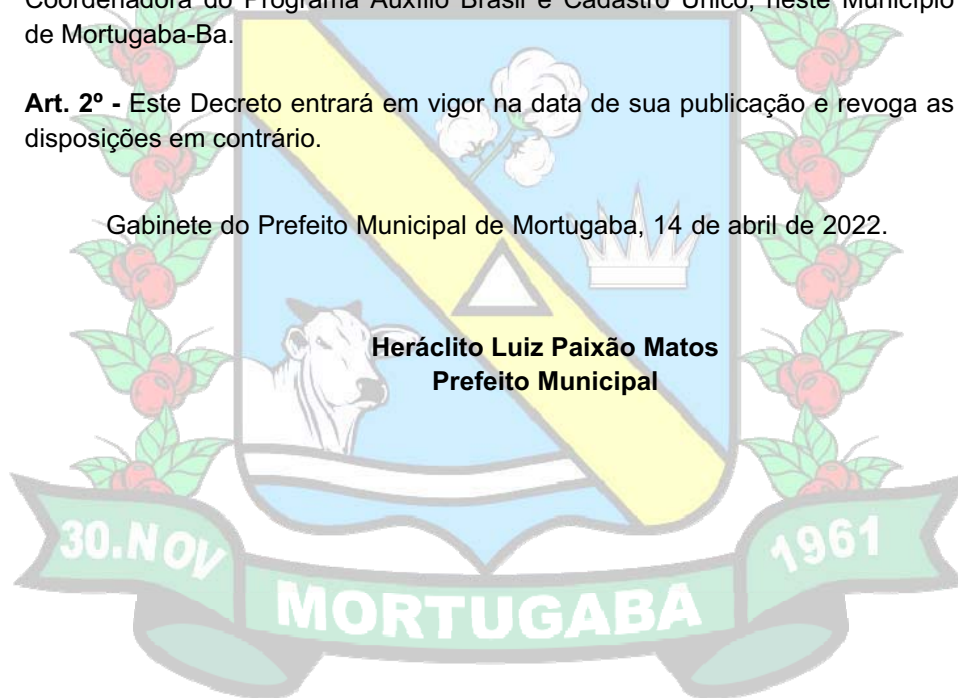 Coordenadora do Programa Auxílio Brasil e Cadastro Único, neste Município
de Mortugaba-Ba.
Art. 2º - Este Decreto entrará em vigor na data de sua publicação e revoga as
disposições em contrário.
Gabinete do Prefeito Municipal de Mortugaba, 14 de abril de 2022.
Heráclito Luiz Paixão Matos
Prefeito Municipal
30.NOV
1961
MORTUGABA